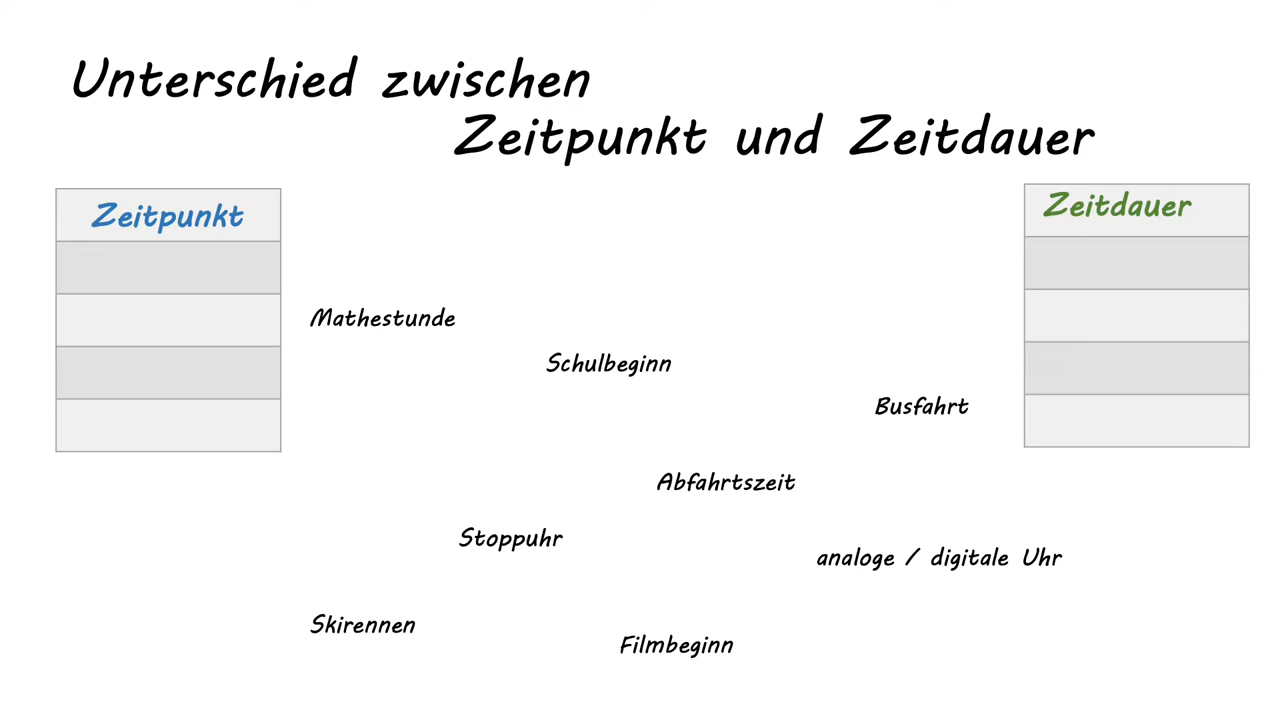 Unterschied zwischen
Zeitpunkt und Zeitdauer
Zeitpunkt
Zeitdauer
Mathestunde
Schulbeginn
Busfahrt
Abfahrtszeit
Stoppuhr
analoge / digitale Uhr
Skirennen
Filmbeginn